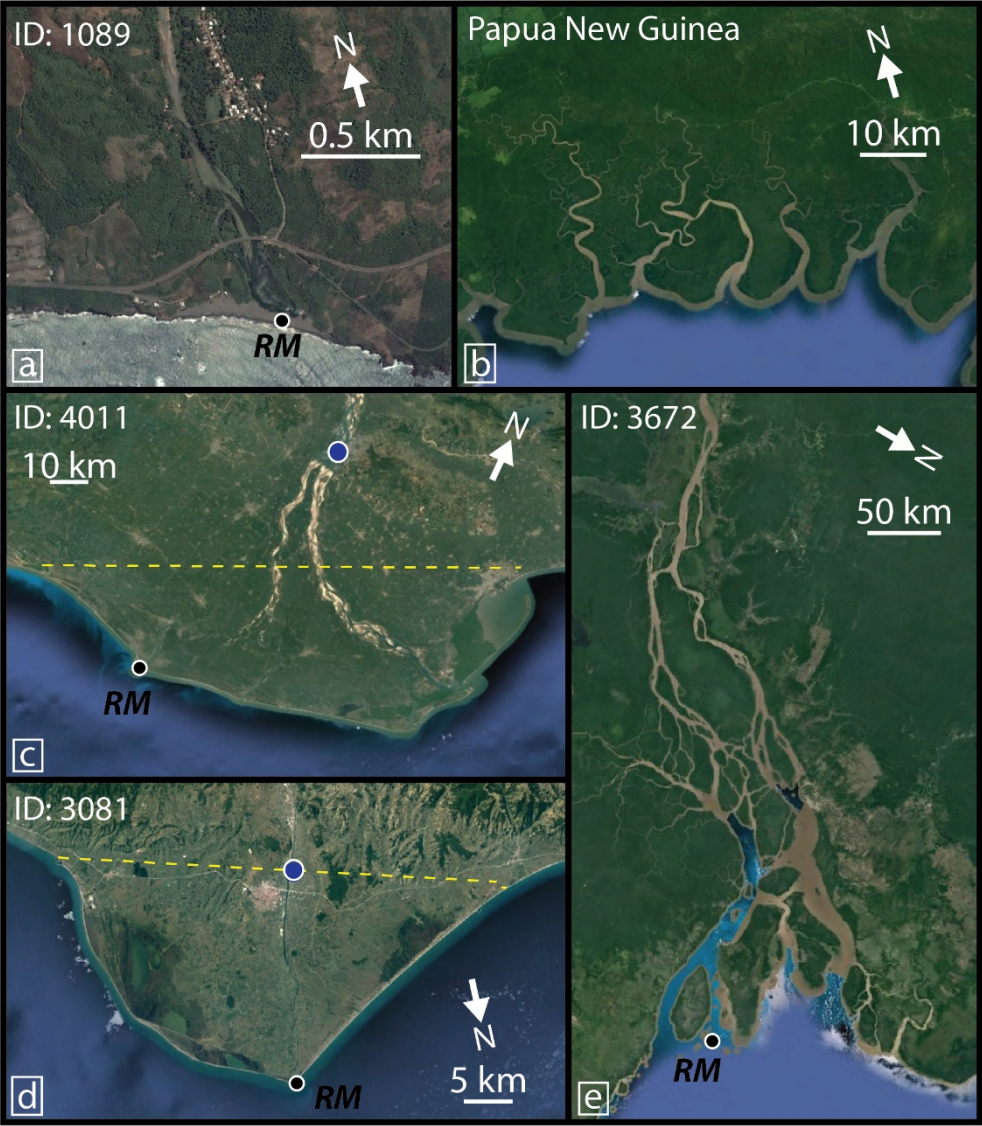 ID: 1089
N
0.5 km
RM
a
Papua New Guinea
N
10 km
b
ID: 4011
10 km
N
RM
c
ID: 3081
N
5 km
RM
d
ID: 3672
N
50 km
RM
e